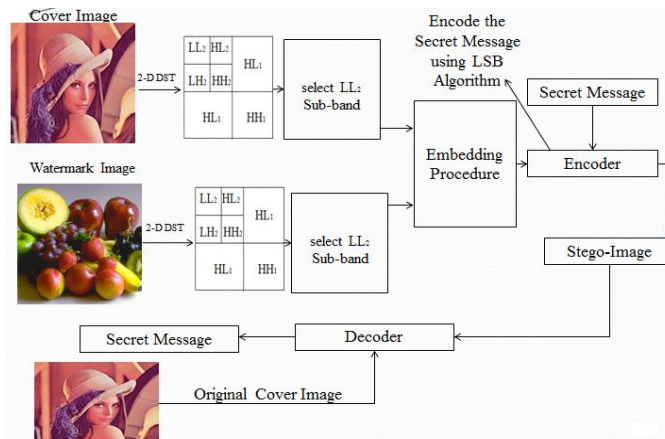 Cover Image
2-D DST
LL2 HL2
HL1
LH2 HH2
HL1 HH1
select LL2
Sub-band
Encode the
Secret Message
using LSB
Algorithm
Secret Message
Embedding
Procedure
Encoder
Watermark Image
2-D DST
LL2 HL2
HL1
LH2 HH2
HL1 HH1
select LL2
Sub-band
Stego-Image
Secret Message
Decoder
Original Cover Image